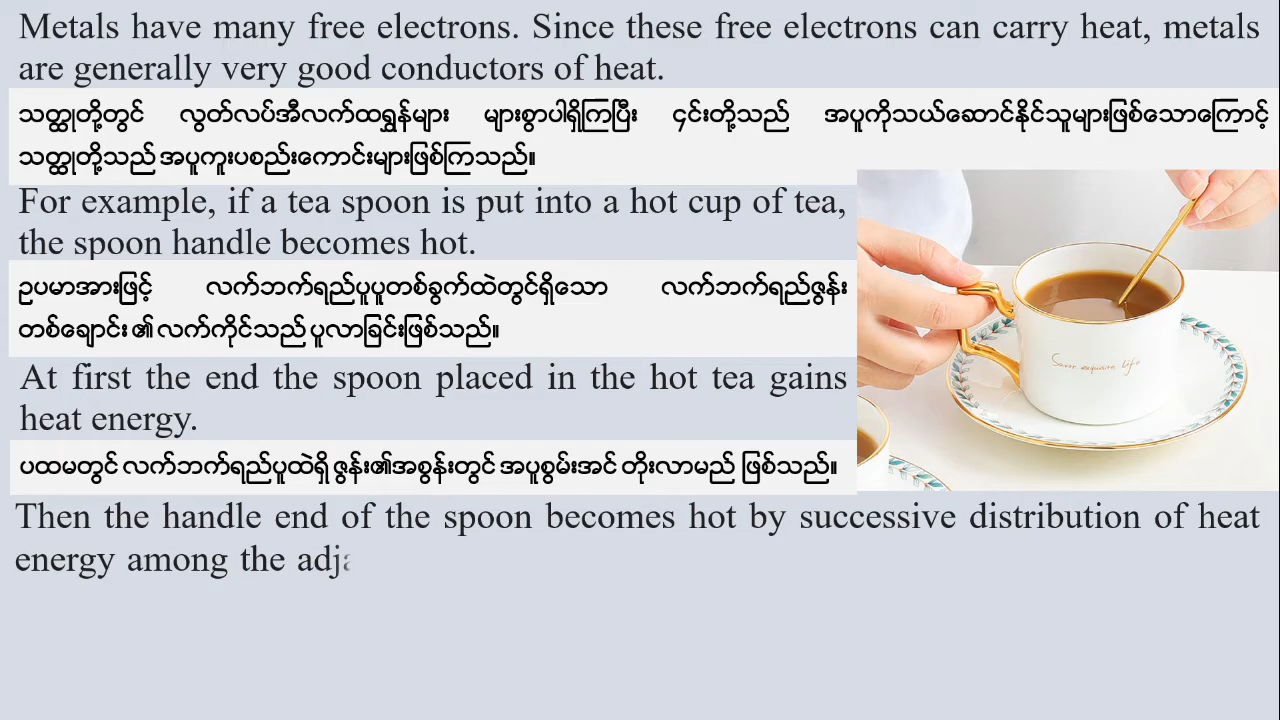 Metals have many free electrons. Since these free electrons can carry heat, metals
are generally very good conductors of heat.
သတ္ထုတို့တွင် လွတ်လပ်အီလက်ထရွှန်များ များစွာပါရှိကြပြီး ၄င်းတို့သည် အပူကိုသယ်ဆောင်နိုင်သူများဖြစ်သောကြောင့်
သတ္ထုတို့သည် အပူကူးပစည်းကောင်းများဖြစ်ကြသည်။
For example, if a tea spoon is put into a hot cup of tea,
the spoon handle becomes hot.
ဥပမာအားဖြင့် လက်ဘက်ရည်ပူပူတစ်ခွက်ထဲတွင်ရှိသော လက်ဘက်ရည်ဇွန်း
တစ်ချောင်း ၏ လက်ကိုင်သည် ပူလာခြင်းဖြစ်သည်။
At first the end the spoon placed in the hot tea gains
heat energy.
ပထမတွင် လက်ဘက်ရည်ပူထဲရှိ ဇွန်း၏အစွန်းတွင် အပူစွမ်းအင် တိုးလာမည် ဖြစ်သည်။
Then the handle end of the spoon becomes hot by successive distribution of heat
energy among the adja